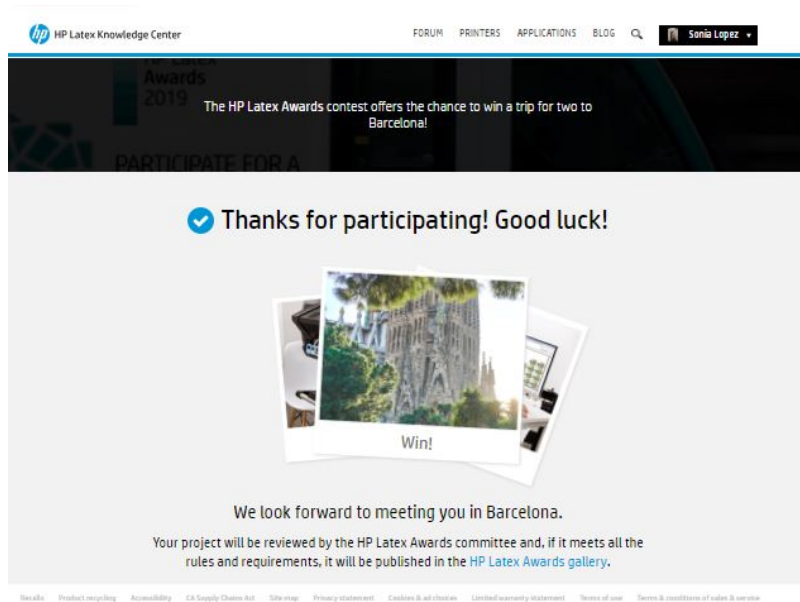 hp HP Latex Knowledge Center
FORUM PRINTERS APPLICATIONS BLOG Sonia Lopez
HP Latex
Awards
2019
PARTICIPATE FOR A
The HP Latex Awards contest offers the chance to win a trip for two to
Barcelona!
Thanks for participating! Good luck!
Win!
We look forward to meeting you in Barcelona.
Your project will be reviewed by the HP Latex Awards committee and, if it meets all the
rules and requirements, it will be published in the HP Latex Awards gallery.
Recalls Product recycling Accessibility CA Supply Chains Act Site map Privacy statement Cookies & ad choices Limited warranty statement Terms of use Terms & conditions of sales & service